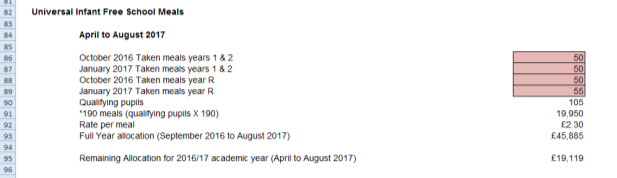 81
82 Universal Infant Free School Meals
83
84 April to August 2017
85
86 October 2016 Taken meals years 1 & 2 50
87 January 2017 Taken meals years 1 & 2 50
88 October 2016 Taken meals year R 50
89 January 2017 Taken meals year R 55
90 Qualifying pupils 105
91 *190 meals (qualifying pupils X 190) 19,950
92 Rate per meal £2.30
93 Full Year allocation (September 2016 to August 2017) £45,885
94
95 Remaining Allocation for 2016/17 academic year (April to August 2017) £19,119
96